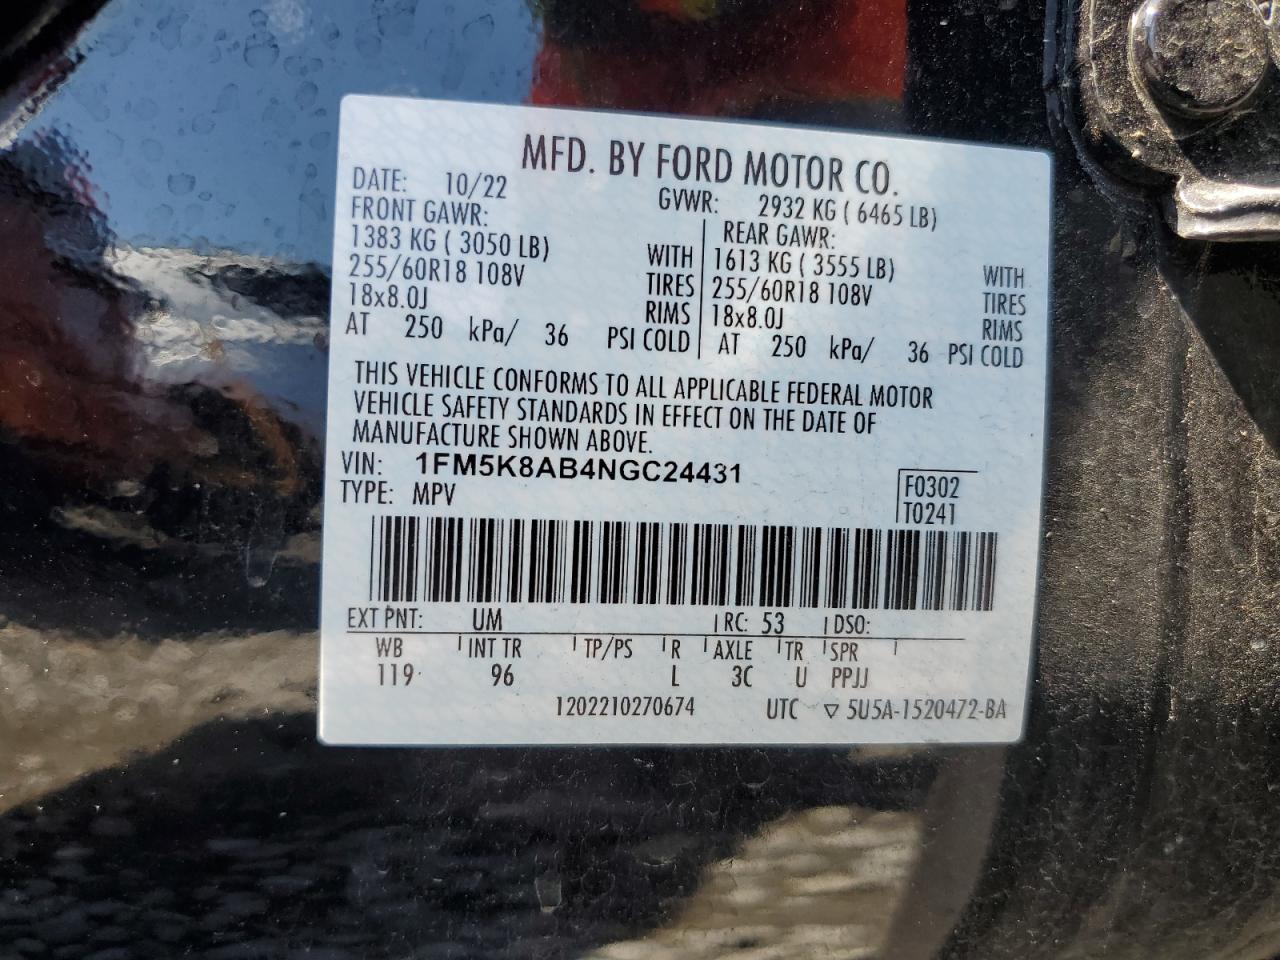 MFD. BY FORD MOTOR CO.
DATE: 10/22 GVWR: 2932 KG ( 6465 LB)
FRONT GAWR: REAR GAWR:
1383 KG ( 3050 LB) WITH 1613 KG ( 3555 LB) WITH
255/60R18 108V TIRES 255/60R18 108V TIRES
18x8.0J RIMS 18x8.0J RIMS
AT 250 kPa/ 36 PSI COLD AT 250 kPa/ 36 PSI COLD
THIS VEHICLE CONFORMS TO ALL APPLICABLE FEDERAL MOTOR
VEHICLE SAFETY STANDARDS IN EFFECT ON THE DATE OF
MANUFACTURE SHOWN ABOVE.
VIN: 1FM5K8AB4NGC24431
TYPE: MPV
F0302
T0241
EXT PNT: UM RC: 53 DSO:
WB INT TR TP/PS R AXLE TR SPR
119 96 L 3C U PPJJ
1202210270674 UTC ▽ 5U5A-1520472-BA